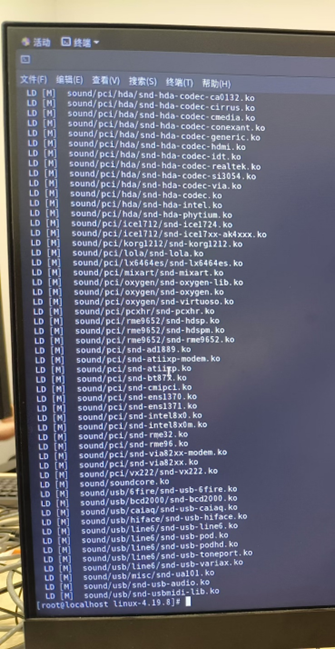 活动 终端
文件(F) 编辑(E) 查看(V) 搜索(S) 终端(T) 帮助(H)
LD [M] sound/pci/hda/snd-hda-codec-ca0132.ko
LD [M] sound/pci/hda/snd-hda-codec-cirrus.ko
LD [M] sound/pci/hda/snd-hda-codec-cmedia.ko
LD [M] sound/pci/hda/snd-hda-codec-conexant.ko
LD [M] sound/pci/hda/snd-hda-codec-generic.ko
LD [M] sound/pci/hda/snd-hda-codec-hdmi.ko
LD [M] sound/pci/hda/snd-hda-codec-idt.ko
LD [M] sound/pci/hda/snd-hda-codec-realtek.ko
LD [M] sound/pci/hda/snd-hda-codec-si3054.ko
LD [M] sound/pci/hda/snd-hda-codec-via.ko
LD [M] sound/pci/hda/snd-hda-codec.ko
LD [M] sound/pci/hda/snd-hda-intel.ko
LD [M] sound/pci/hda/snd-hda-phytium.ko
LD [M] sound/pci/ice1712/snd-ice1724.ko
LD [M] sound/pci/ice1712/snd-ice17xx-ak4xxx.ko
LD [M] sound/pci/korg1212/snd-korg1212.ko
LD [M] sound/pci/lola/snd-lola.ko
LD [M] sound/pci/lx6464es/snd-lx6464es.ko
LD [M] sound/pci/mixart/snd-mixart.ko
LD [M] sound/pci/oxygen/snd-oxygen-lib.ko
LD [M] sound/pci/oxygen/snd-oxygen.ko
LD [M] sound/pci/oxygen/snd-virtuoso.ko
LD [M] sound/pci/pcxhr/snd-pcxhr.ko
LD [M] sound/pci/rme9652/snd-hdsp.ko
LD [M] sound/pci/rme9652/snd-hdspm.ko
LD [M] sound/pci/rme9652/snd-rme9652.ko
LD [M] sound/pci/snd-ad1889.ko
LD [M] sound/pci/snd-atiixp-modem.ko
LD [M] sound/pci/snd-atiixp.ko
LD [M] sound/pci/snd-bt87x.ko
LD [M] sound/pci/snd-cmipci.ko
LD [M] sound/pci/snd-ens1370.ko
LD [M] sound/pci/snd-ens1371.ko
LD [M] sound/pci/snd-intel8x0.ko
LD [M] sound/pci/snd-intel8x0m.ko
LD [M] sound/pci/snd-rme32.ko
LD [M] sound/pci/snd-rme96.ko
LD [M] sound/pci/snd-via82xx-modem.ko
LD [M] sound/pci/snd-via82xx.ko
LD [M] sound/pci/vx222/snd-vx222.ko
LD [M] sound/soundcore.ko
LD [M] sound/usb/6fire/snd-usb-6fire.ko
LD [M] sound/usb/bcd2000/snd-bcd2000.ko
LD [M] sound/usb/caiaq/snd-usb-caiaq.ko
LD [M] sound/usb/hiface/snd-usb-hiface.ko
LD [M] sound/usb/line6/snd-usb-line6.ko
LD [M] sound/usb/line6/snd-usb-pod.ko
LD [M] sound/usb/line6/snd-usb-podhd.ko
LD [M] sound/usb/line6/snd-usb-toneport.ko
LD [M] sound/usb/line6/snd-usb-variax.ko
LD [M] sound/usb/misc/snd-ua101.ko
LD [M] sound/usb/snd-usb-audio.ko
LD [M] sound/usb/snd-usbmidi-lib.ko
[root@localhost linux-4.19.8]#